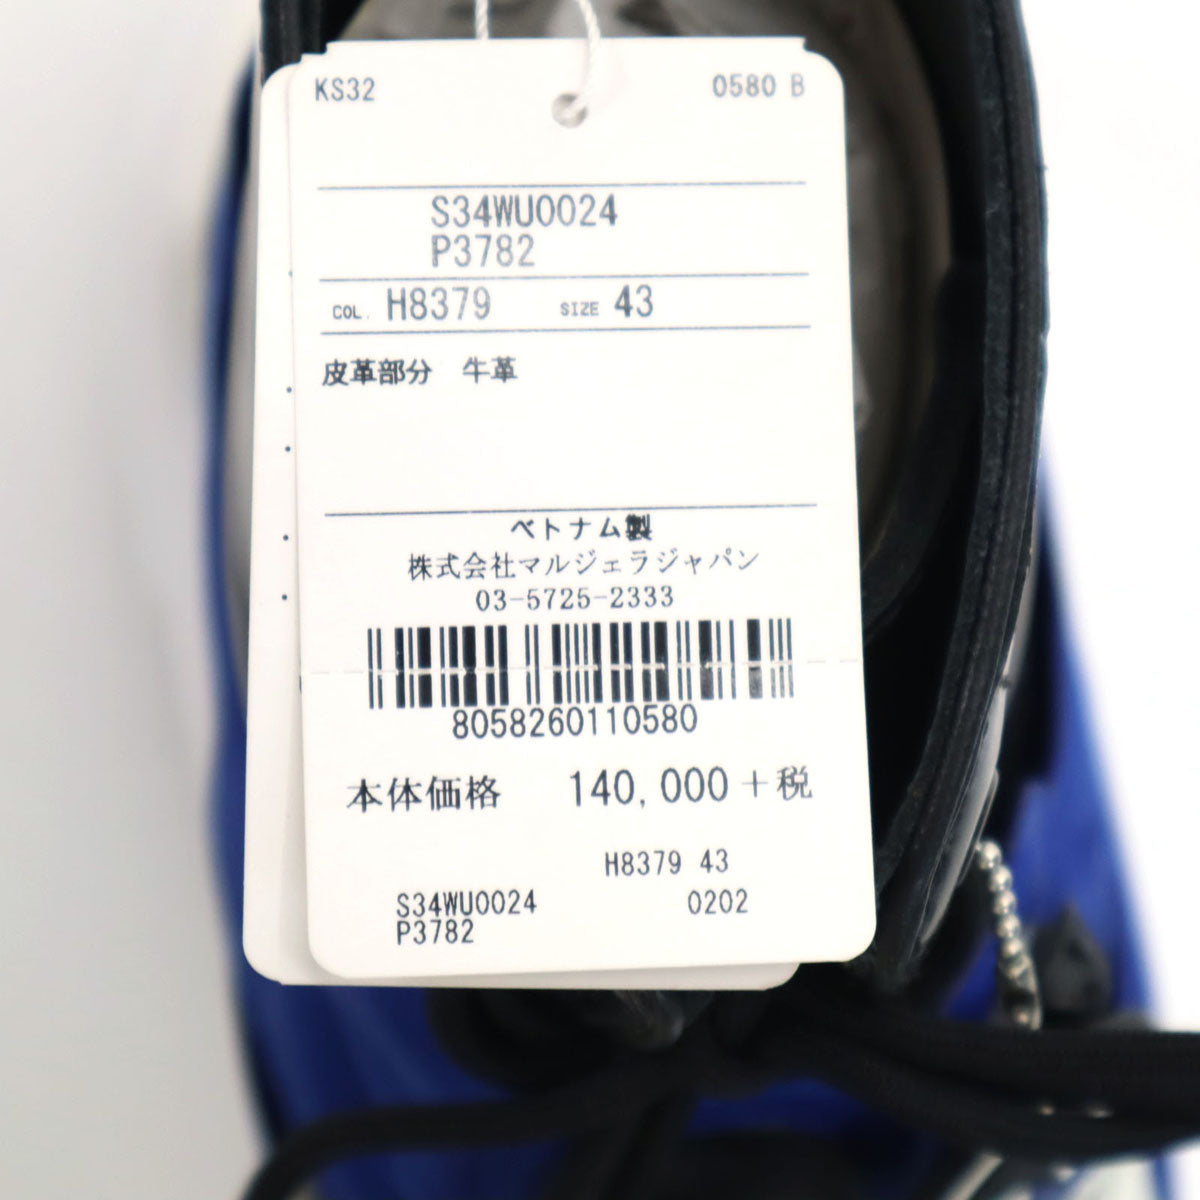 KS32 0580 B
S34WU0024
P3782
COL. H8379 SIZE 43
皮革部分 牛革
ベトナム製
株式会社マルジェラジャパン
03-5725-2333
8058260110580
本体価格 140,000+税
H8379 43
S34WU0024 0202
P3782